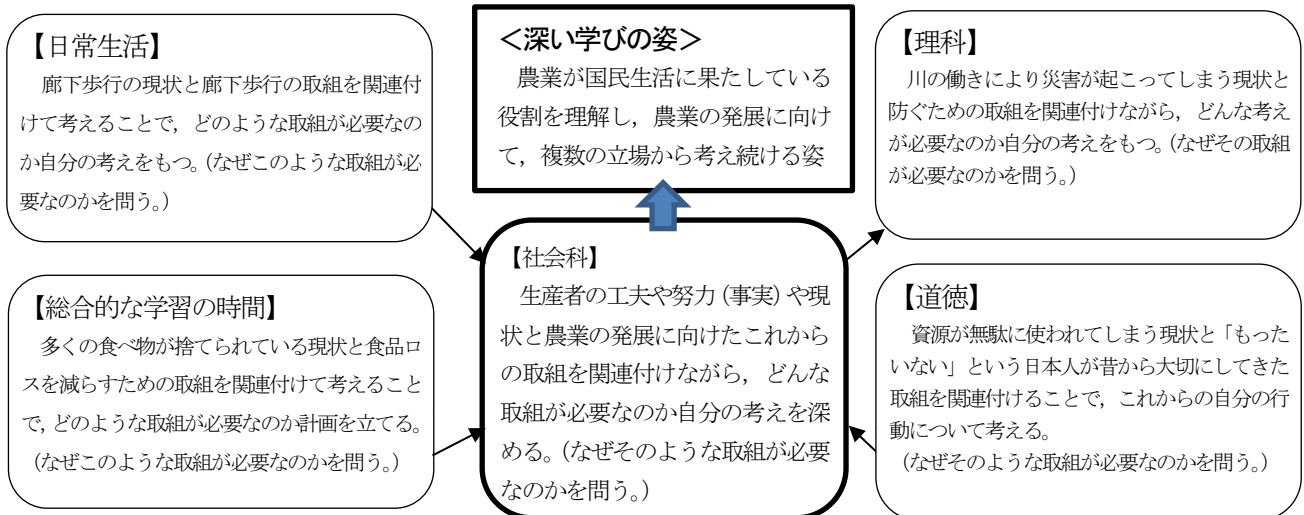 【日常生活】
廊下歩行の現状と廊下歩行の取組を関連付
けて考えることで，どのような取組が必要なの
か自分の考えをもつ。(なぜこのような取組が必
要なのかを問う。)
【総合的な学習の時間】
多くの食べ物が捨てられている現状と食品ロ
スを減らすための取組を関連付けて考えること
で，どのような取組が必要なのか計画を立てる。
(なぜこのような取組が必要なのかを問う。)
＜深い学びの姿＞
農業が国民生活に果たしている
役割を理解し，農業の発展に向け
て，複数の立場から考え続ける姿
【社会科】
生産者の工夫や努力(事実)や現
状と農業の発展に向けたこれから
の取組を関連付けながら，どんな
取組が必要なのか自分の考えを深
める。(なぜそのような取組が必要
なのかを問う。)
【理科】
川の働きにより災害が起こってしまう現状と
防ぐための取組を関連付けながら，どんな考え
が必要なのか自分の考えをもつ。(なぜその取組
が必要なのかを問う。)
【道徳】
資源が無駄に使われてしまう現状と「もった
いない」という日本人が昔から大切にしてきた
取組を関連付けることで，これからの自分の行
動について考える。
(なぜそのような取組が必要なのかを問う。)